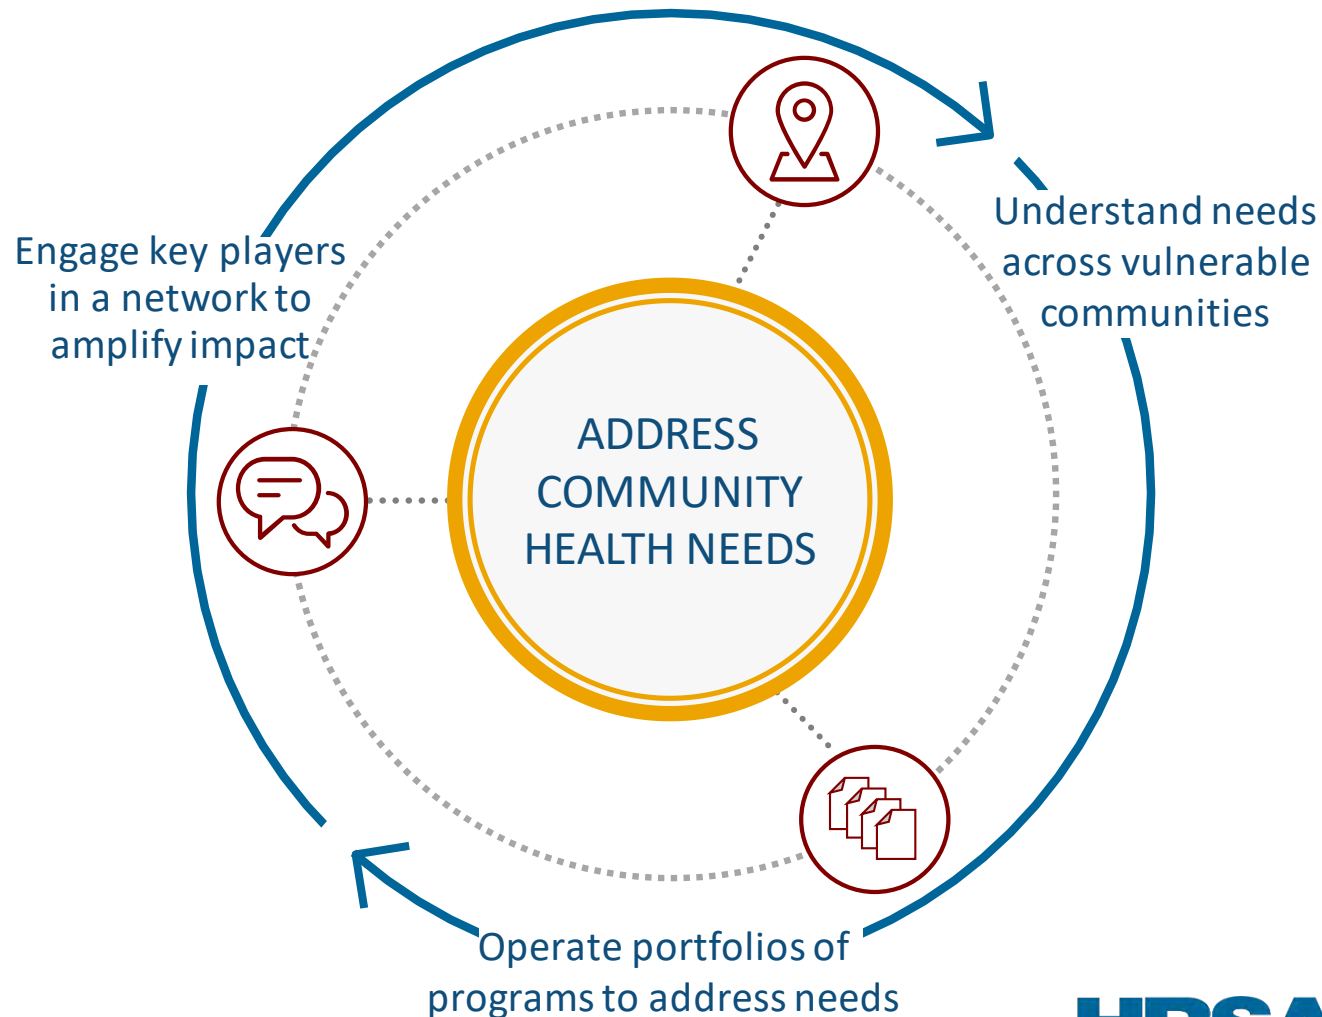 Understand needs
across vulnerable
communities
Engage key players
in a network to
amplify impact
ADDRESS
COMMUNITY
HEALTH NEEDS
Operate portfolios of
programs to address needs
HRSA